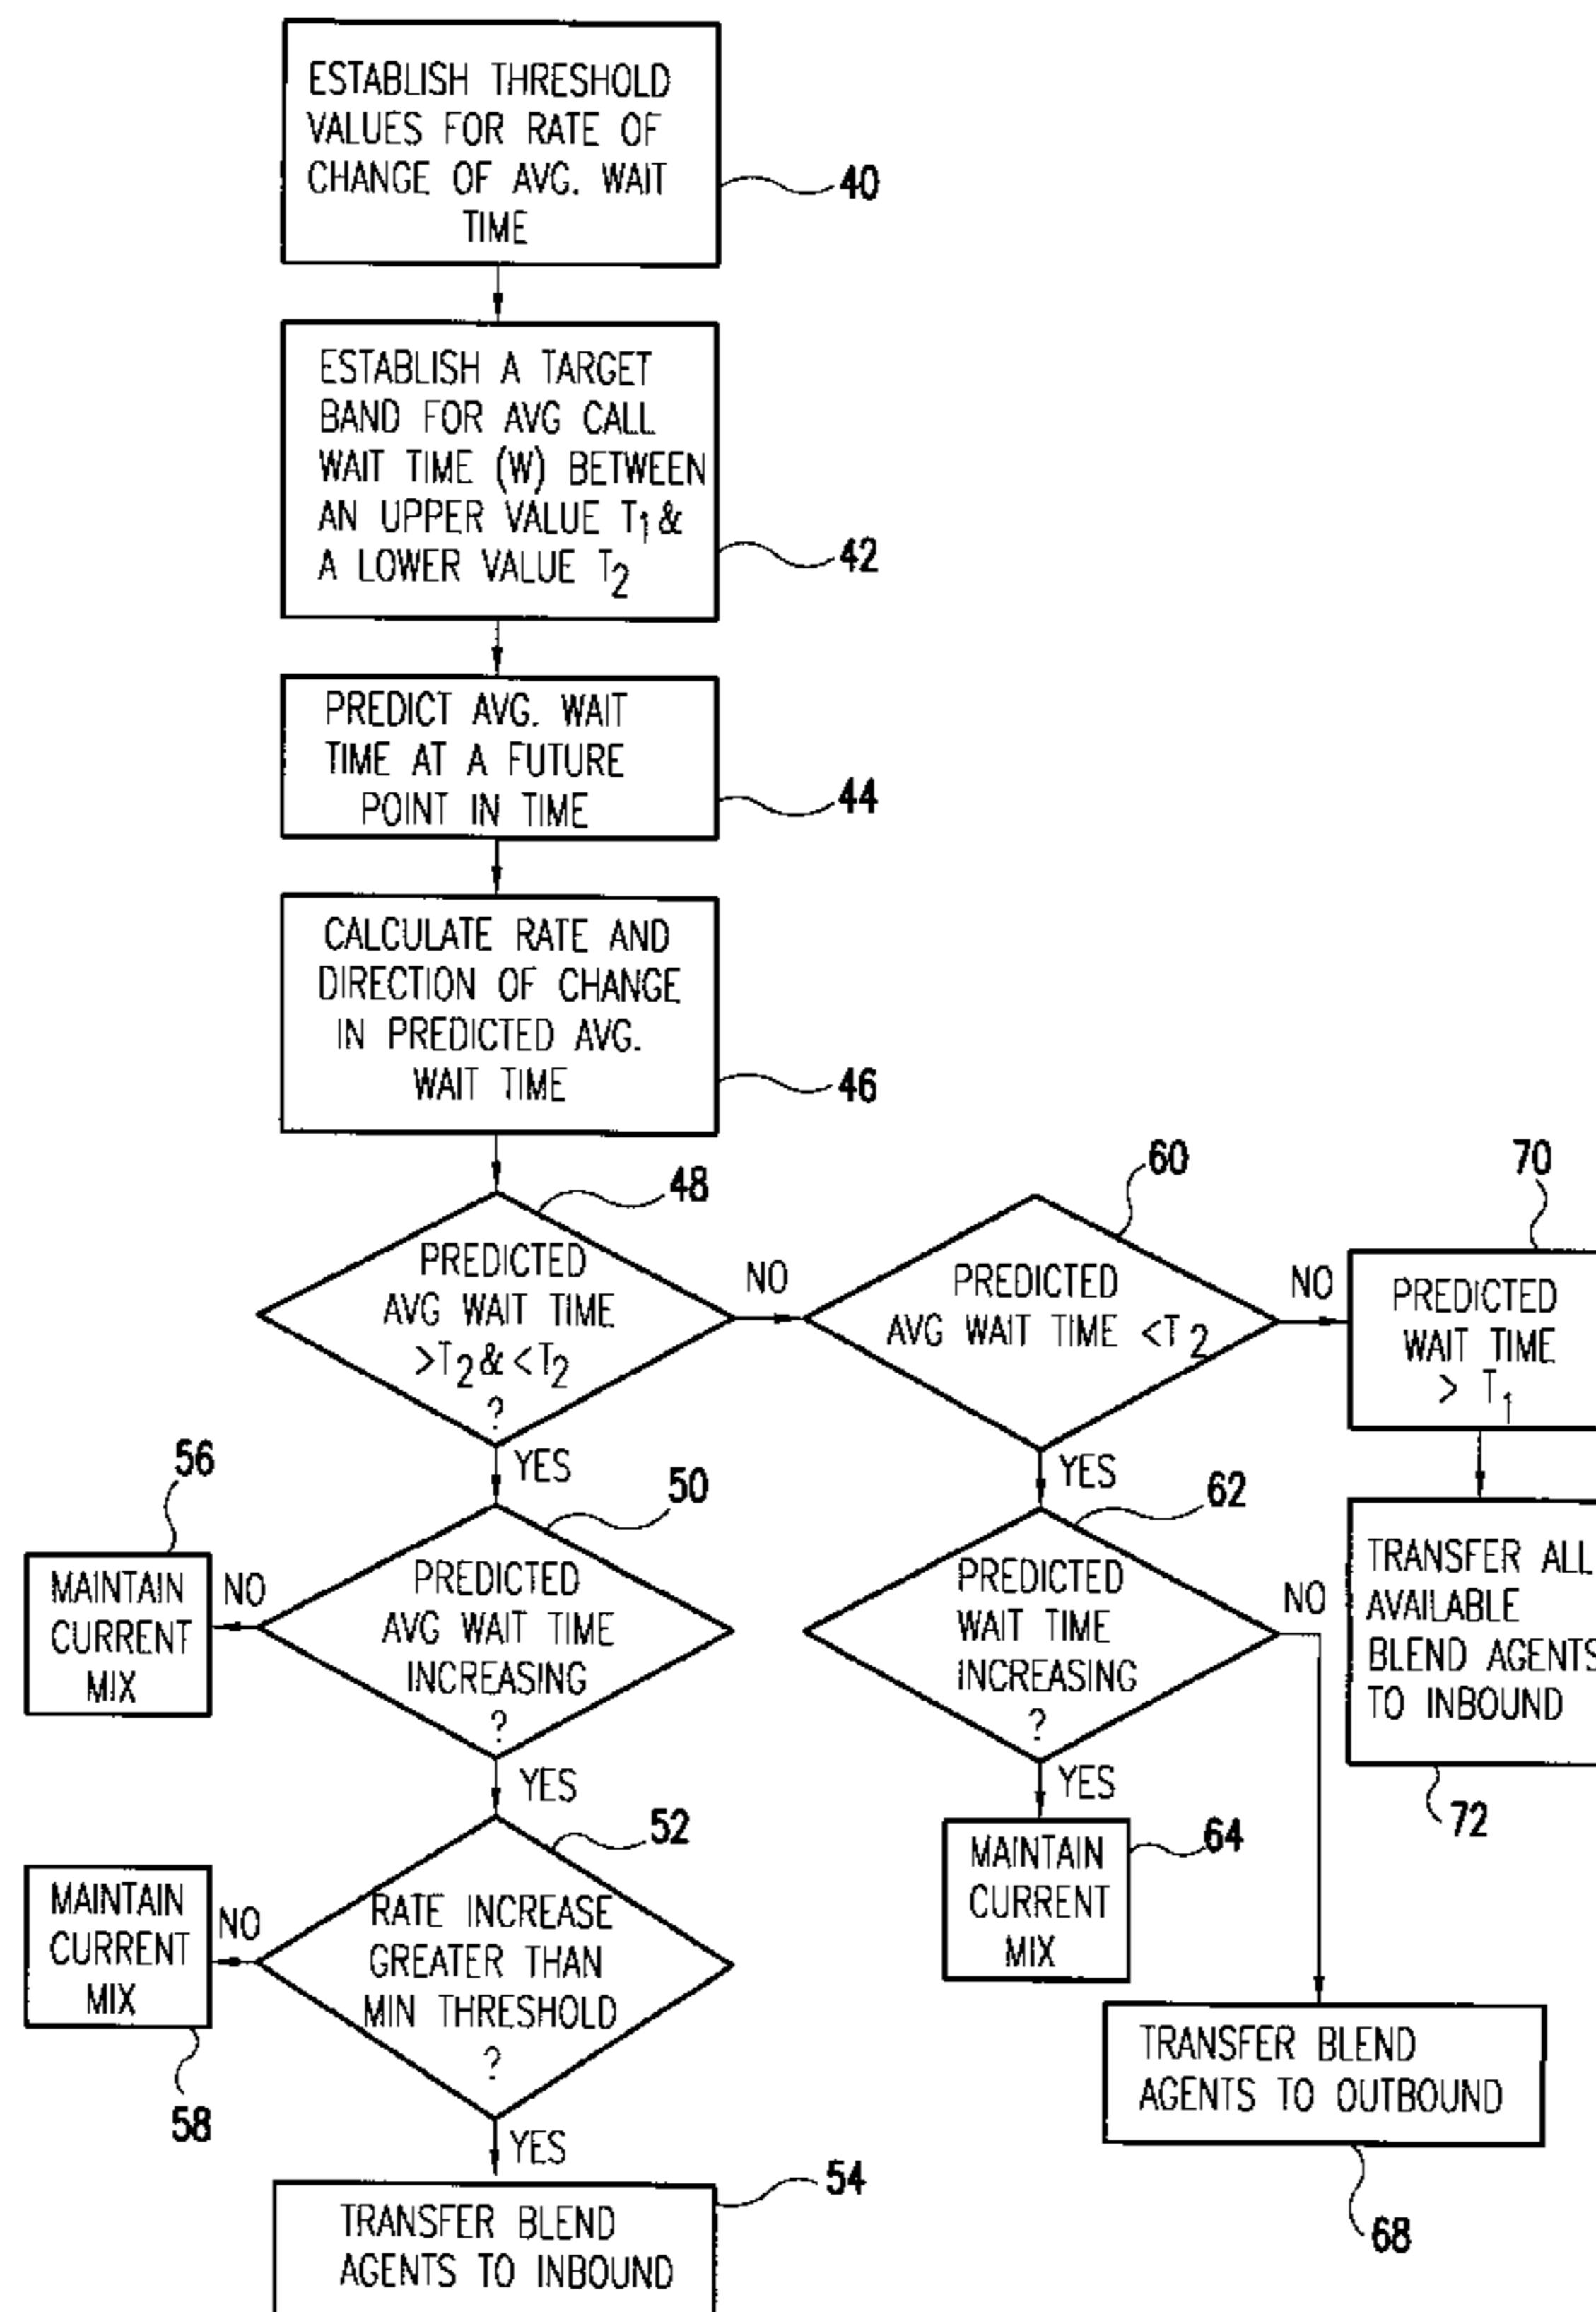 ESTABLISH THRESHOLD
VALUES FOR RATE OF
CHANGE OF AVG. WAIT
TIME
40
ESTABLISH A TARGET
BAND FOR AVG CALL
WAIT TIME (W) BETWEEN
AN UPPER VALUE T1 &
A LOWER VALUE T2
42
PREDICT AVG. WAIT
TIME AT A FUTURE
POINT IN TIME
44
CALCULATE RATE AND
DIRECTION OF CHANGE
IN PREDICTED AVG.
WAIT TIME
46
48
PREDICTED
AVG WAIT TIME
>T2 & <T2
?
NO
YES
60
PREDICTED
AVG WAIT TIME <T2
NO
YES
70
PREDICTED
WAIT TIME
> T1
56
MAINTAIN
CURRENT
MIX
NO
50
PREDICTED
AVG WAIT TIME
INCREASING
?
YES
62
PREDICTED
WAIT TIME
INCREASING
?
NO
YES
TRANSFER ALL
AVAILABLE
BLEND AGENTS
TO INBOUND
72
MAINTAIN
CURRENT
MIX
58
NO
52
RATE INCREASE
GREATER THAN
MIN THRESHOLD
?
YES
MAINTAIN
CURRENT
MIX
64
TRANSFER BLEND
AGENTS TO OUTBOUND
68
54
TRANSFER BLEND
AGENTS TO INBOUND